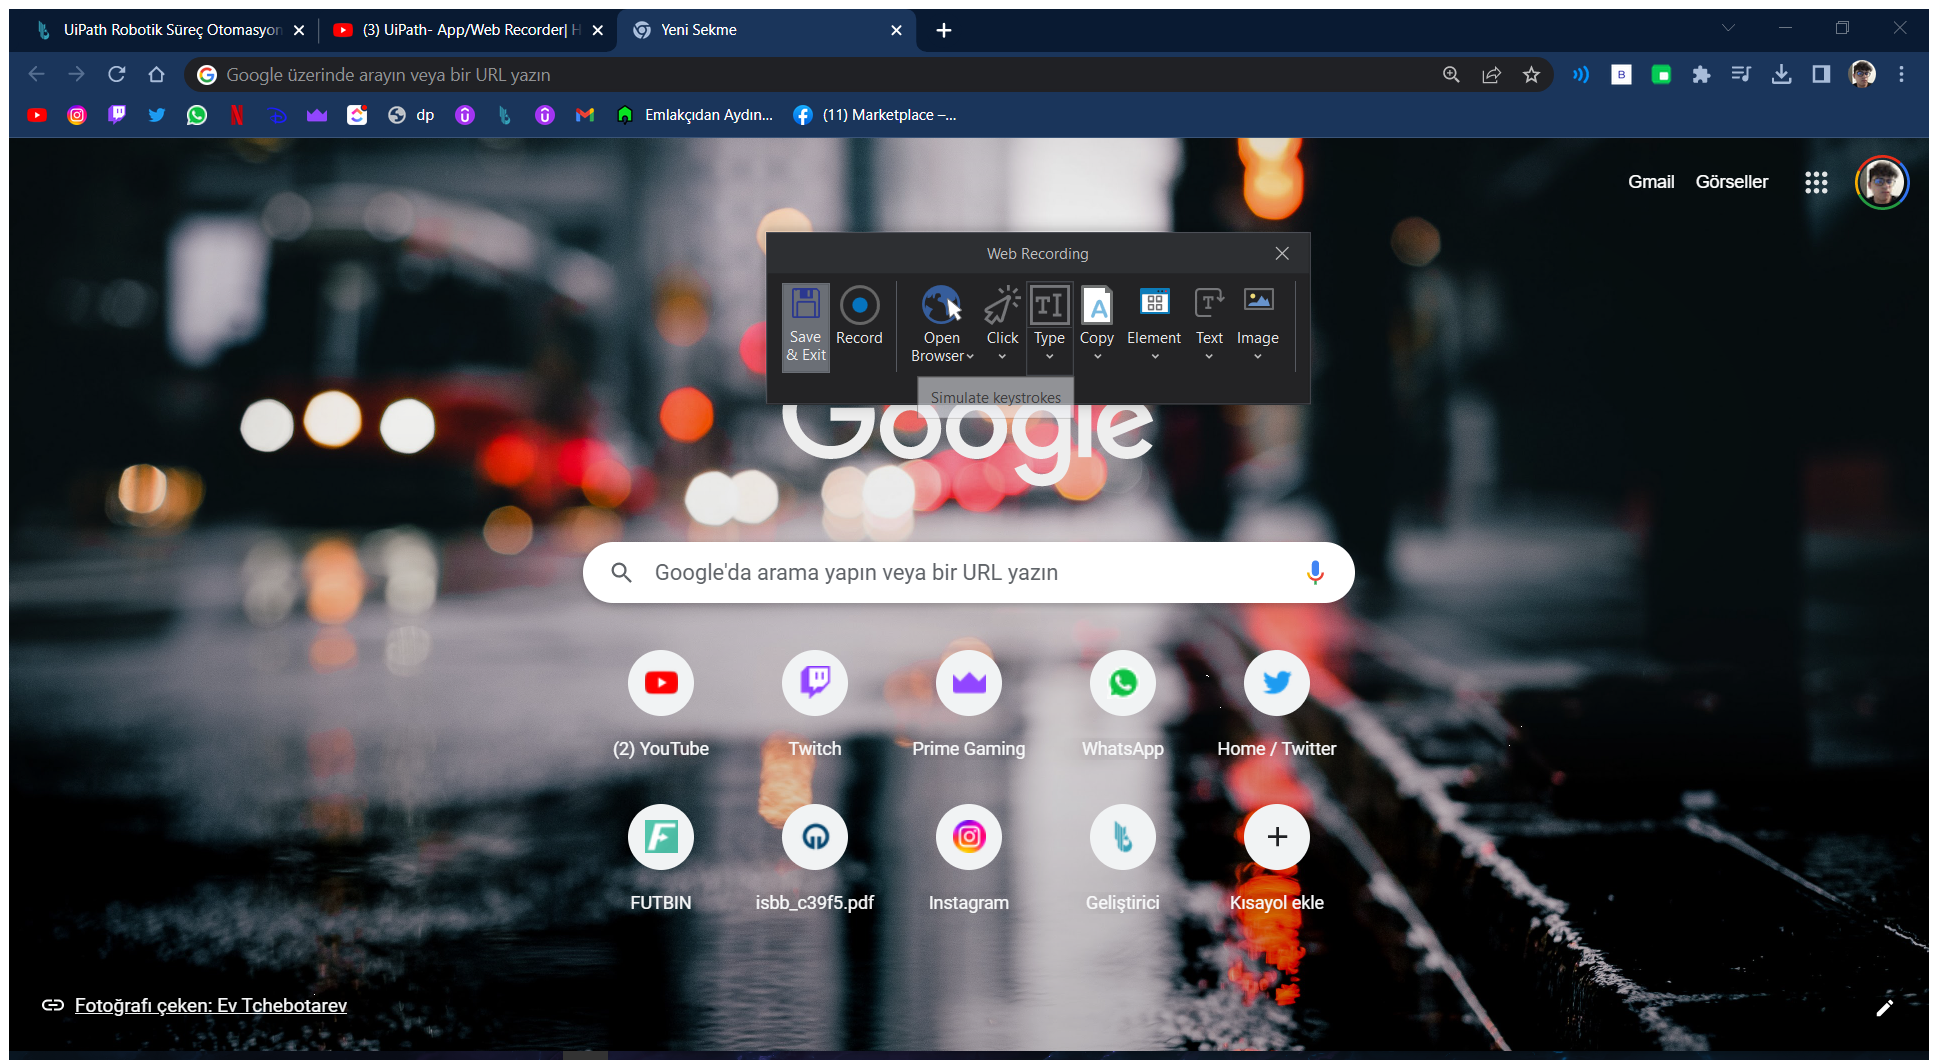 UiPath Robotik Süreç Otomasyon
(3) UiPath- App/Web Recorder| H
Yeni Sekme
Google üzerinde arayın veya bir URL yazın
B
dp
Emlakçıdan Aydın...
(11) Marketplace –...
Gmail
Görseller
Web Recording
Save & Exit
Record
Open Browser
Click
Type
Copy
Element
Text
Image
Simulate keystrokes
Google
Google'da arama yapın veya bir URL yazın
(2) YouTube
Twitch
Prime Gaming
WhatsApp
Home / Twitter
FUTBIN
isbb_c39f5.pdf
Instagram
Geliştirici
Kısayol ekle
Fotoğrafı çeken: Ev Tchebotarev